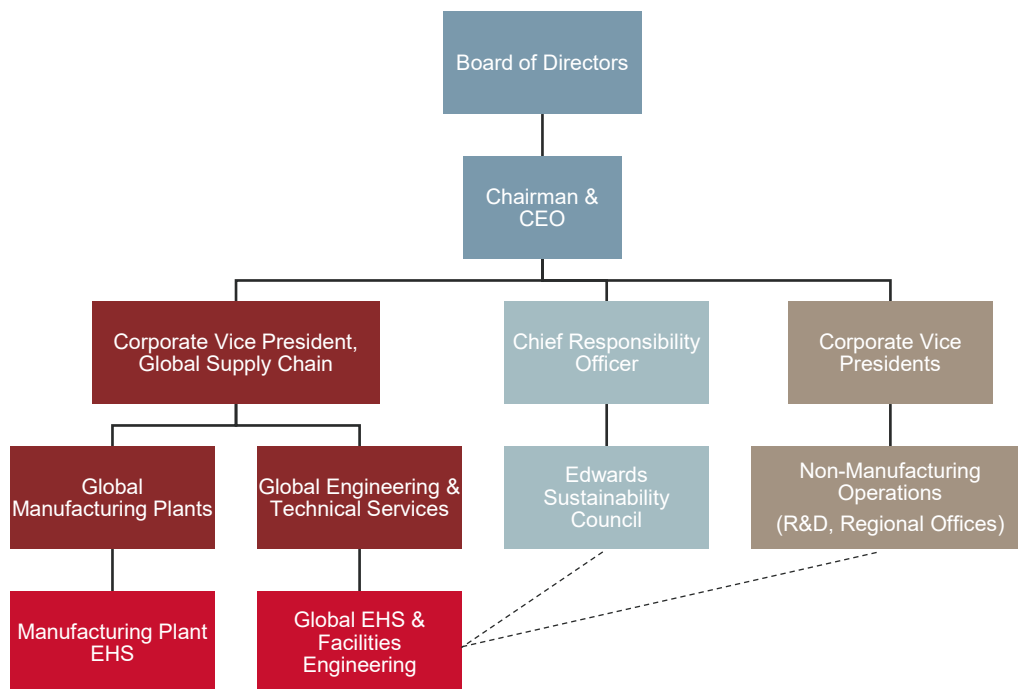 Board of Directors
Chairman &
CEO
Corporate Vice President,
Global Supply Chain
Chief Responsibility
Officer
Corporate Vice
Presidents
Global
Manufacturing Plants
Global Engineering &
Technical Services
Edwards
Sustainability
Council
Non-Manufacturing
Operations
(R&D, Regional Offices)
Manufacturing Plant
EHS
Global EHS &
Facilities
Engineering